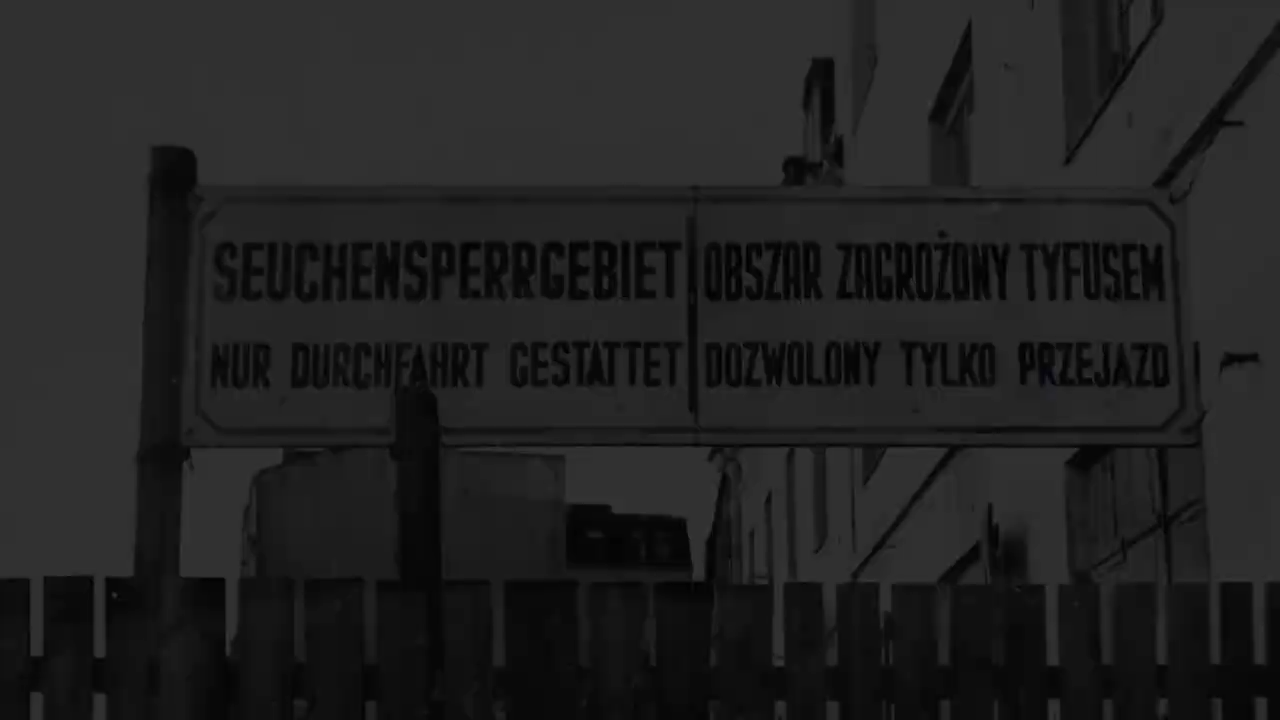 SEUCHENSPERRGEBIET
NUR DURCHFAHRT GESTATTET
OBSZAR ZAGROŻONY TYFUSEM
DOZWOLONY TYLKO PRZEJAZD